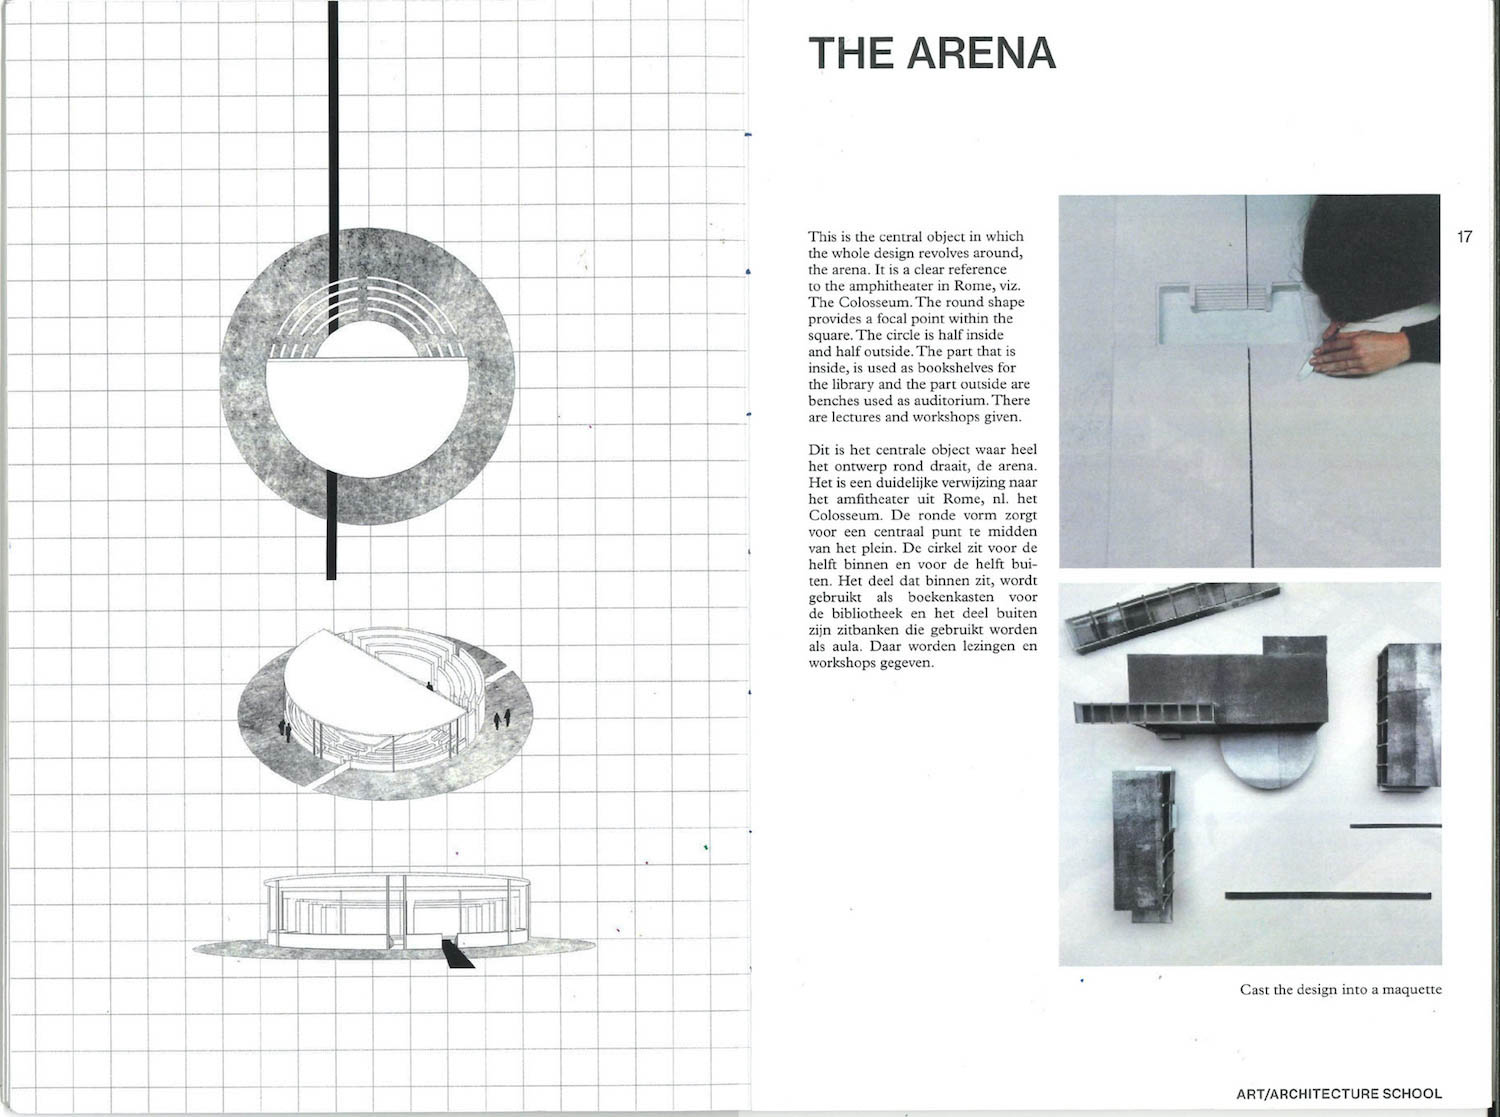 THE ARENA
17
This is the central object in which
the whole design revolves around,
the arena. It is a clear reference
to the amphitheater in Rome, viz.
The Colosseum. The round shape
provides a focal point within the
square. The circle is half inside
and half outside. The part that is
inside, is used as bookshelves for
the library and the part outside are
benches used as auditorium. There
are lectures and workshops given.
Dit is het centrale object waar heel
het ontwerp rond draait, de arena.
Het is een duidelijke verwijzing naar
het amfitheater uit Rome, nl. het
Colosseum. De ronde vorm zorgt
voor een centraal punt te midden
van het plein. De cirkel zit voor de
helft binnen en voor de helft bui-
ten. Het deel dat binnen zit, wordt
gebruikt als boekenkasten voor
de bibliotheek en het deel buiten
zijn zitbanken die gebruikt worden
als aula. Daar worden lezingen en
workshops gegeven.
Cast the design into a maquette
ART/ARCHITECTURE SCHOOL